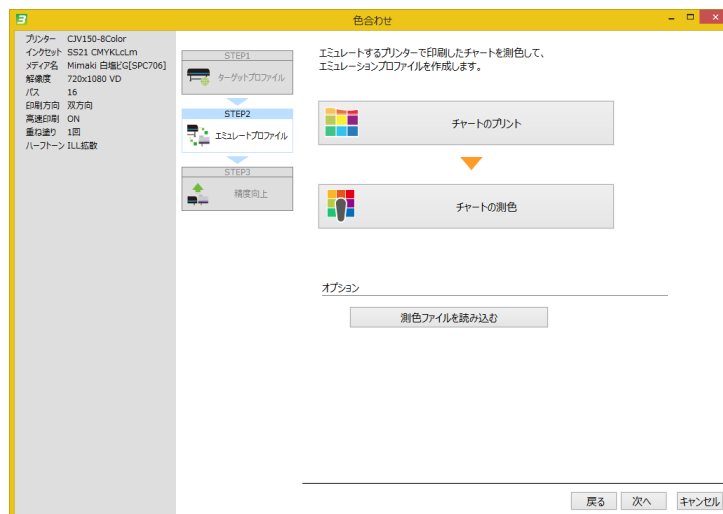 色合わせ
プリンター CJV150-8Color
インクセット SS21 CMYKLcLm
メディア名 Mimaki 白塩ビG[SPC706]
解像度 720x1080 VD
パス 16
印刷方向 双方向
高速印刷 ON
重ね塗り 1回
ハーフトーン ILL拡散
STEP1
ターゲットプロファイル
STEP2
エミュレートプロファイル
STEP3
精度向上
エミュレートするプリンターで印刷したチャートを測色して、
エミュレーションプロファイルを作成します。
チャートのプリント
チャートの測色
オプション
測色ファイルを読み込む
戻る 次へ キャンセル